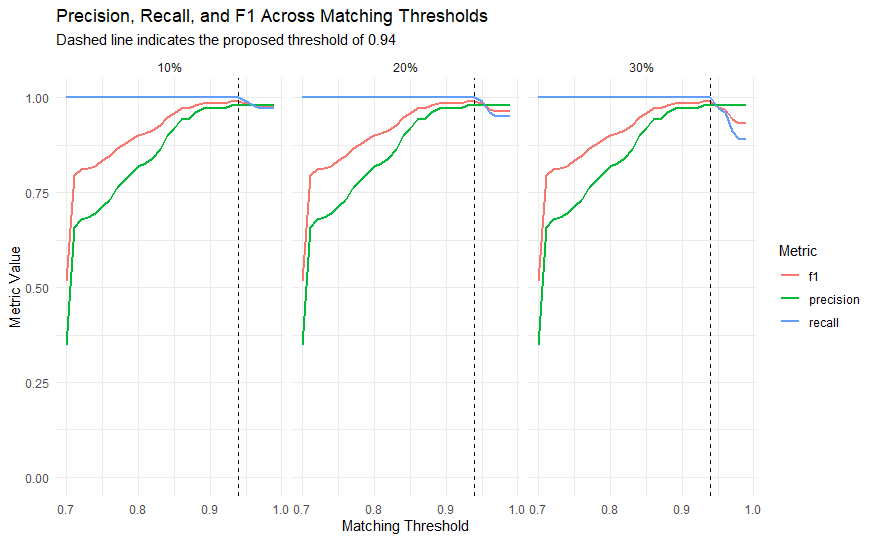 Precision, Recall, and F1 Across Matching Thresholds
Dashed line indicates the proposed threshold of 0.94
10% 20% 30%
1.00
0.75
0.50
0.25
0.00
Metric Value
0.7 0.8 0.9 1.0 0.7 0.8 0.9 1.0 0.7 0.8 0.9 1.0
Matching Threshold
Metric
f1
precision
recall